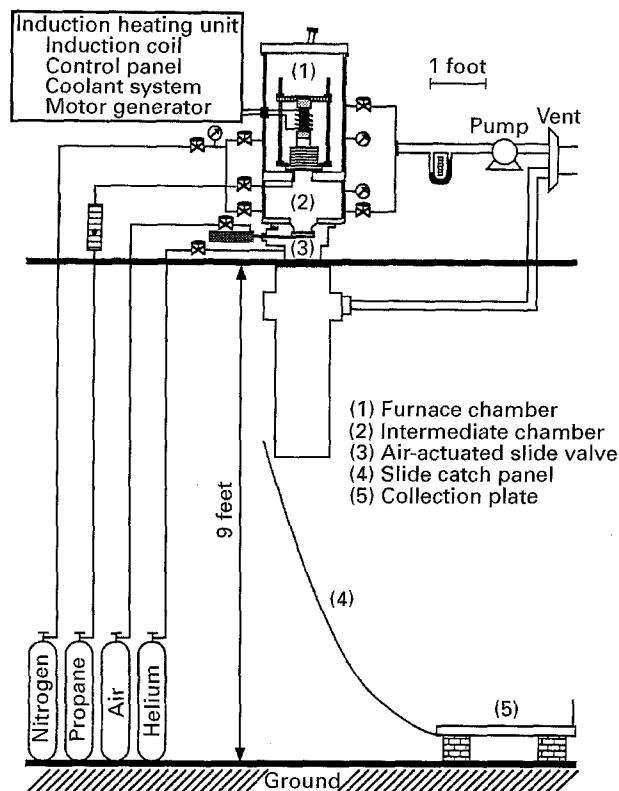 Induction heating unit
Induction coil
Control panel
Coolant system
Motor generator
(1)
1 foot
Pump
Vent
(2)
(3)
(1) Furnace chamber
(2) Intermediate chamber
(3) Air-actuated slide valve
(4) Slide catch panel
(5) Collection plate
9 feet
(4)
Nitrogen
Propane
Air
Helium
(5)
Ground